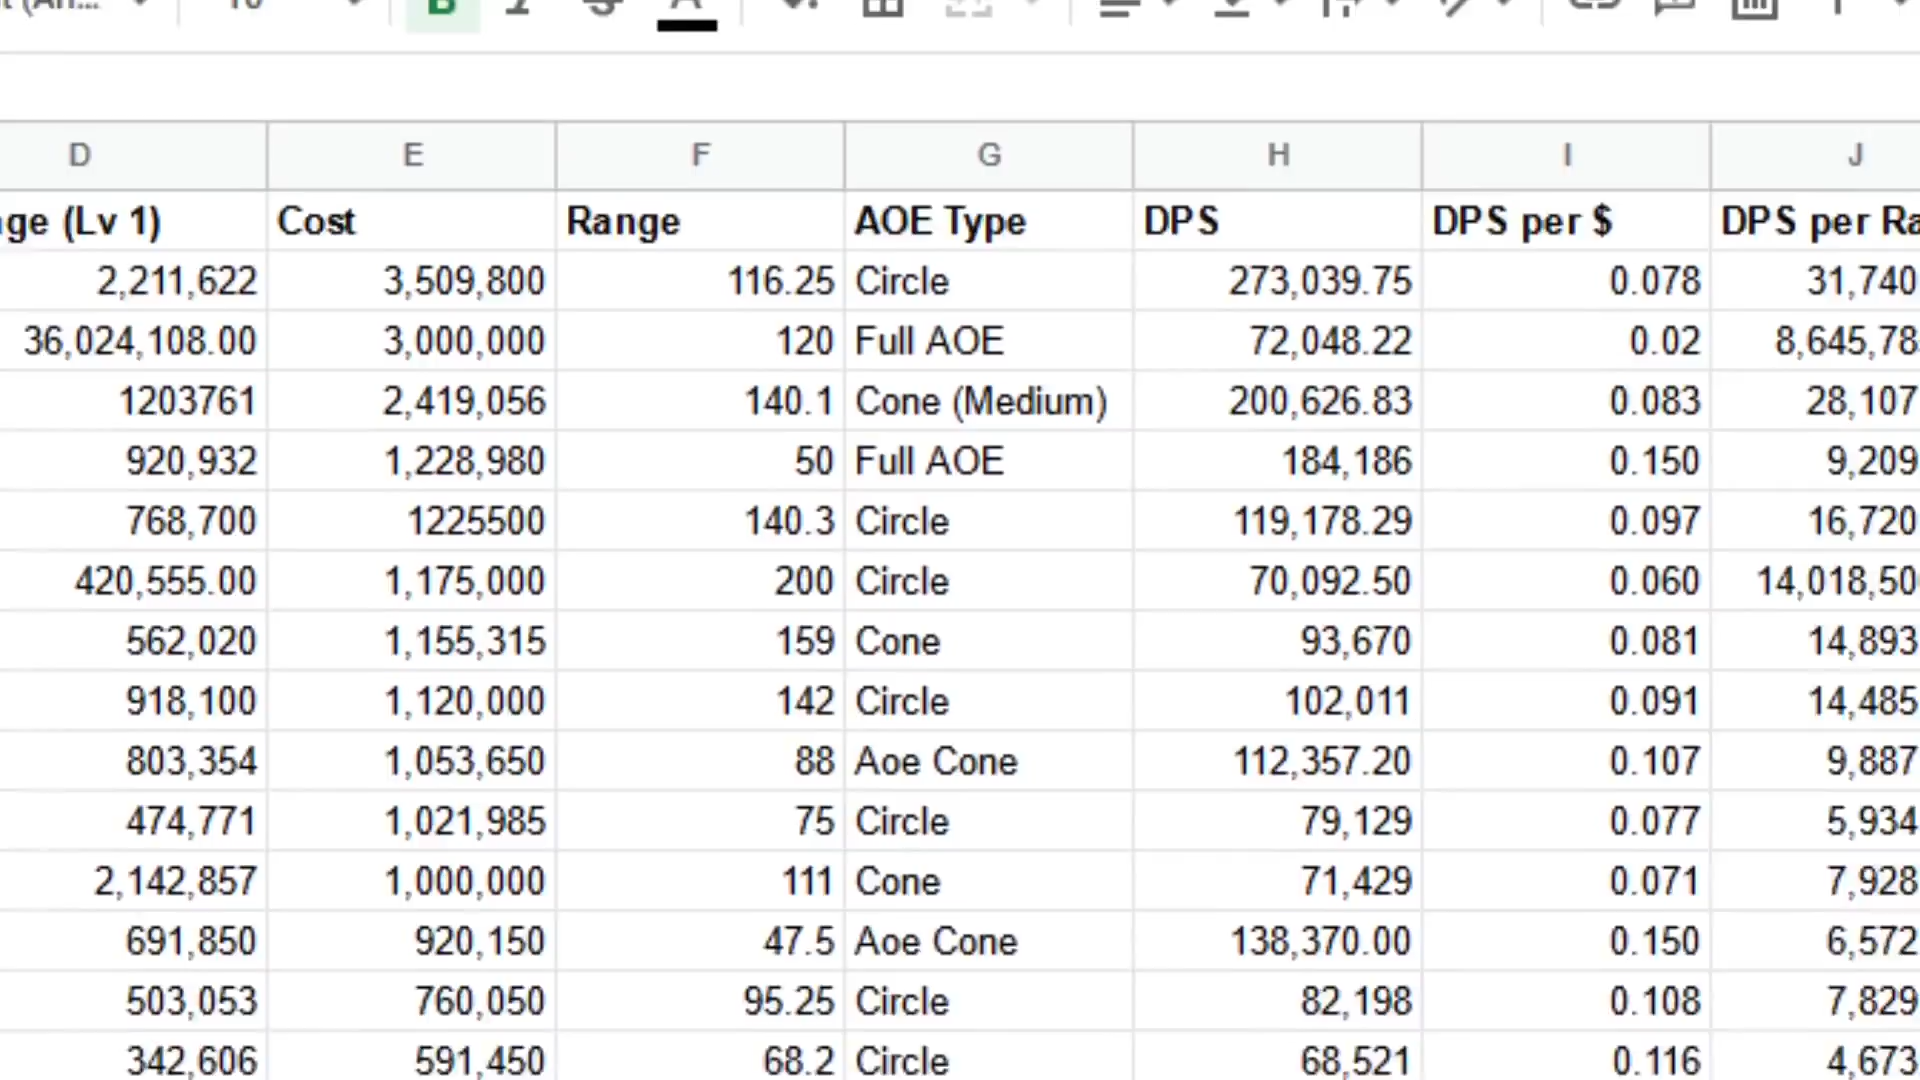 D E F G H I J
ge (Lv 1) Cost Range AOE Type DPS DPS per $ DPS per Ra
2,211,622 3,509,800 116.25 Circle 273,039.75 0.078 31,740
36,024,108.00 3,000,000 120 Full AOE 72,048.22 0.02 8,645,78
1203761 2,419,056 140.1 Cone (Medium) 200,626.83 0.083 28,107
920,932 1,228,980 50 Full AOE 184,186 0.150 9,209
768,700 1225500 140.3 Circle 119,178.29 0.097 16,720
420,555.00 1,175,000 200 Circle 70,092.50 0.060 14,018,50
562,020 1,155,315 159 Cone 93,670 0.081 14,893
918,100 1,120,000 142 Circle 102,011 0.091 14,485
803,354 1,053,650 88 Aoe Cone 112,357.20 0.107 9,887
474,771 1,021,985 75 Circle 79,129 0.077 5,934
2,142,857 1,000,000 111 Cone 71,429 0.071 7,928
691,850 920,150 47.5 Aoe Cone 138,370.00 0.150 6,572
503,053 760,050 95.25 Circle 82,198 0.108 7,829
342,606 591,450 68.2 Circle 68,521 0.116 4,673